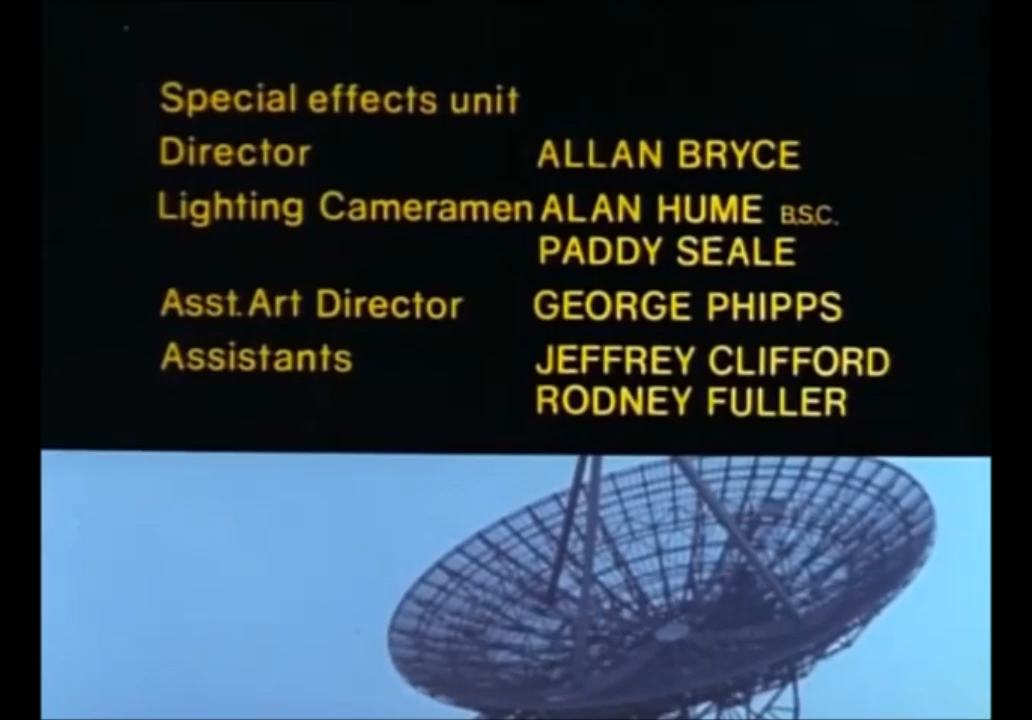 Special effects unit
Director ALLAN BRYCE
Lighting Cameramen ALAN HUME B.S.C.
PADDY SEALE
Asst. Art Director GEORGE PHIPPS
Assistants JEFFREY CLIFFORD
RODNEY FULLER